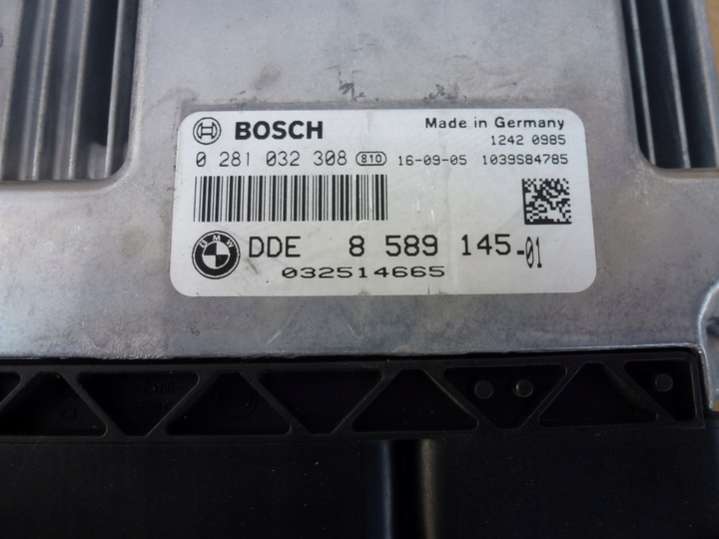 BOSCH Made in Germany
1242 0985
0 281 032 308 810 16-09-05 1039S84785
BMW DDE 8 589 145-01
032514665